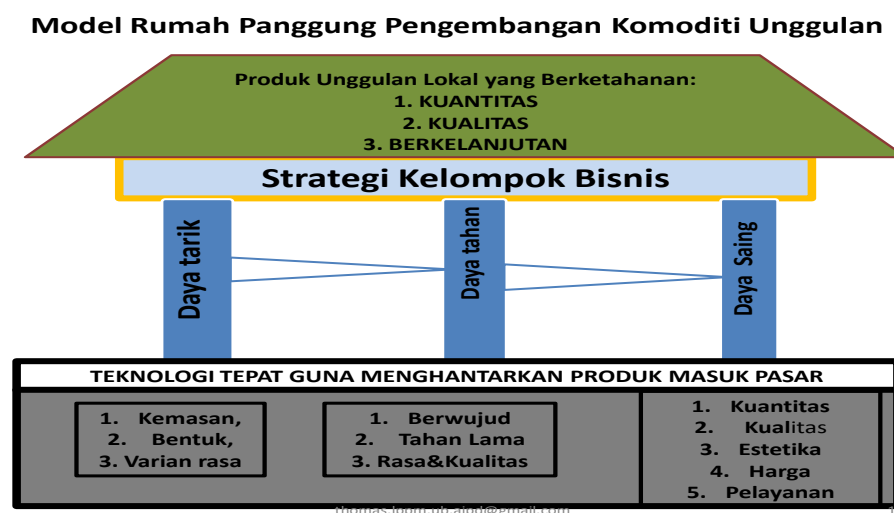 Model Rumah Panggung Pengembangan Komoditi Unggulan
Produk Unggulan Lokal yang Berketahanan:
1. KUANTITAS
2. KUALITAS
3. BERKELANJUTAN
Strategi Kelompok Bisnis
Daya tarik
Daya tahan
Daya Saing
TEKNOLOGI TEPAT GUNA MENGHANTARKAN PRODUK MASUK PASAR
1. Kemasan,
2. Bentuk,
3. Varian rasa
1. Berwujud
2. Tahan Lama
3. Rasa&Kualitas
1. Kuantitas
2. Kualitas
3. Estetika
4. Harga
5. Pelayanan